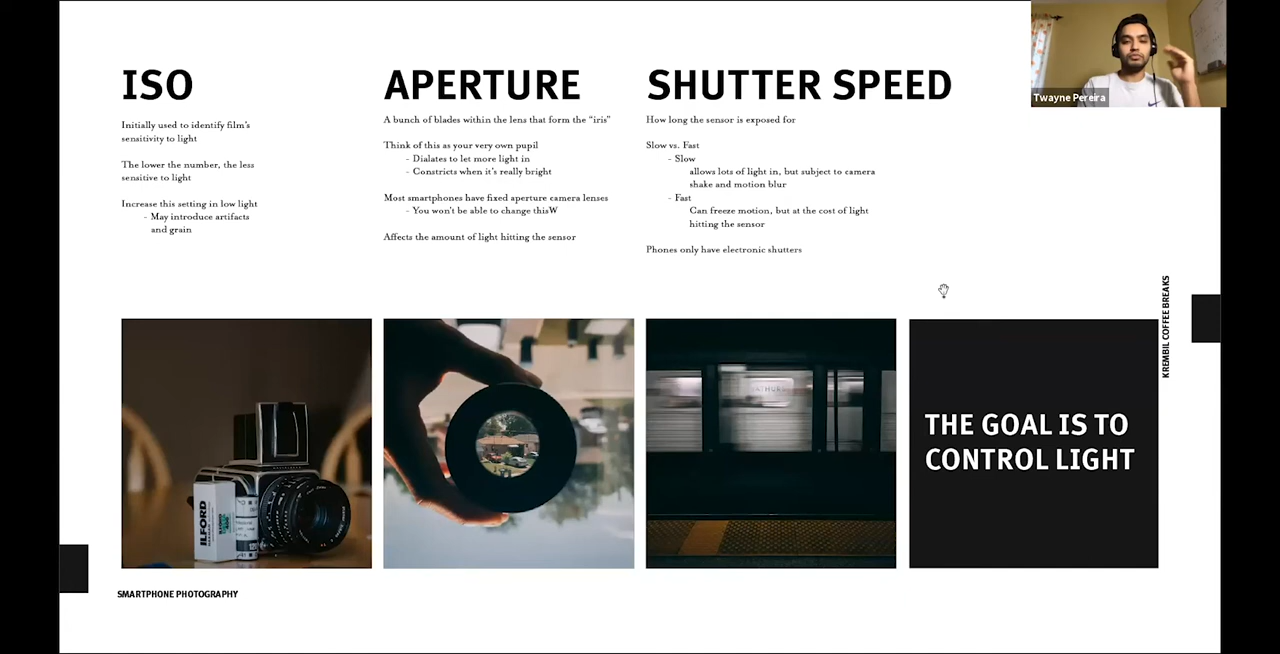 ISO
Initially used to identify film's
sensitivity to light
The lower the number, the less
sensitive to light
Increase this setting in low light
- May introduce artifacts
and grain
APERTURE
A bunch of blades within the lens that form the "iris"
Think of this as your very own pupil
- Dialates to let more light in
- Constricts when it's really bright
Most smartphones have fixed aperture camera lenses
- You won't be able to change thisW
Affects the amount of light hitting the sensor
SHUTTER SPEED
How long the sensor is exposed for
Slow vs. Fast
- Slow
allows lots of light in, but subject to camera
shake and motion blur
- Fast
Can freeze motion, but at the cost of light
hitting the sensor
Phones only have electronic shutters
Twayne Pereira
KREMBIL COFFEE BREAKS
ILFORD
THE GOAL IS TO
CONTROL LIGHT
SMARTPHONE PHOTOGRAPHY